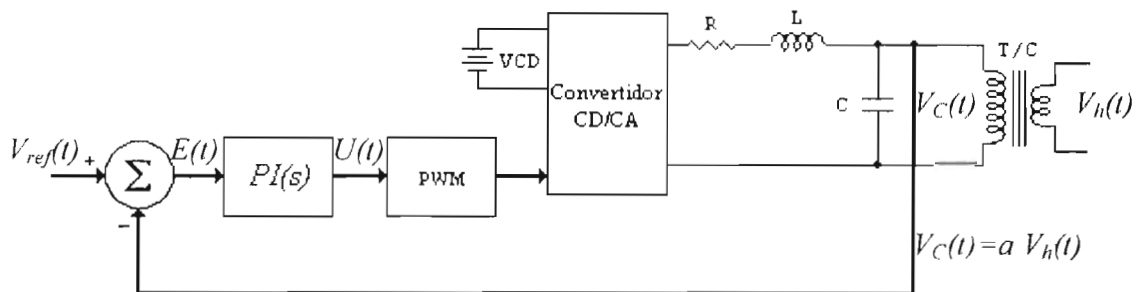 R
L
T/C
VCD
Convertidor
CD/CA
C
V_C(t)
V_h(t)
V_ref(t)
+
Σ
−
E(t)
PI(s)
U(t)
PWM
V_C(t)=a V_h(t)